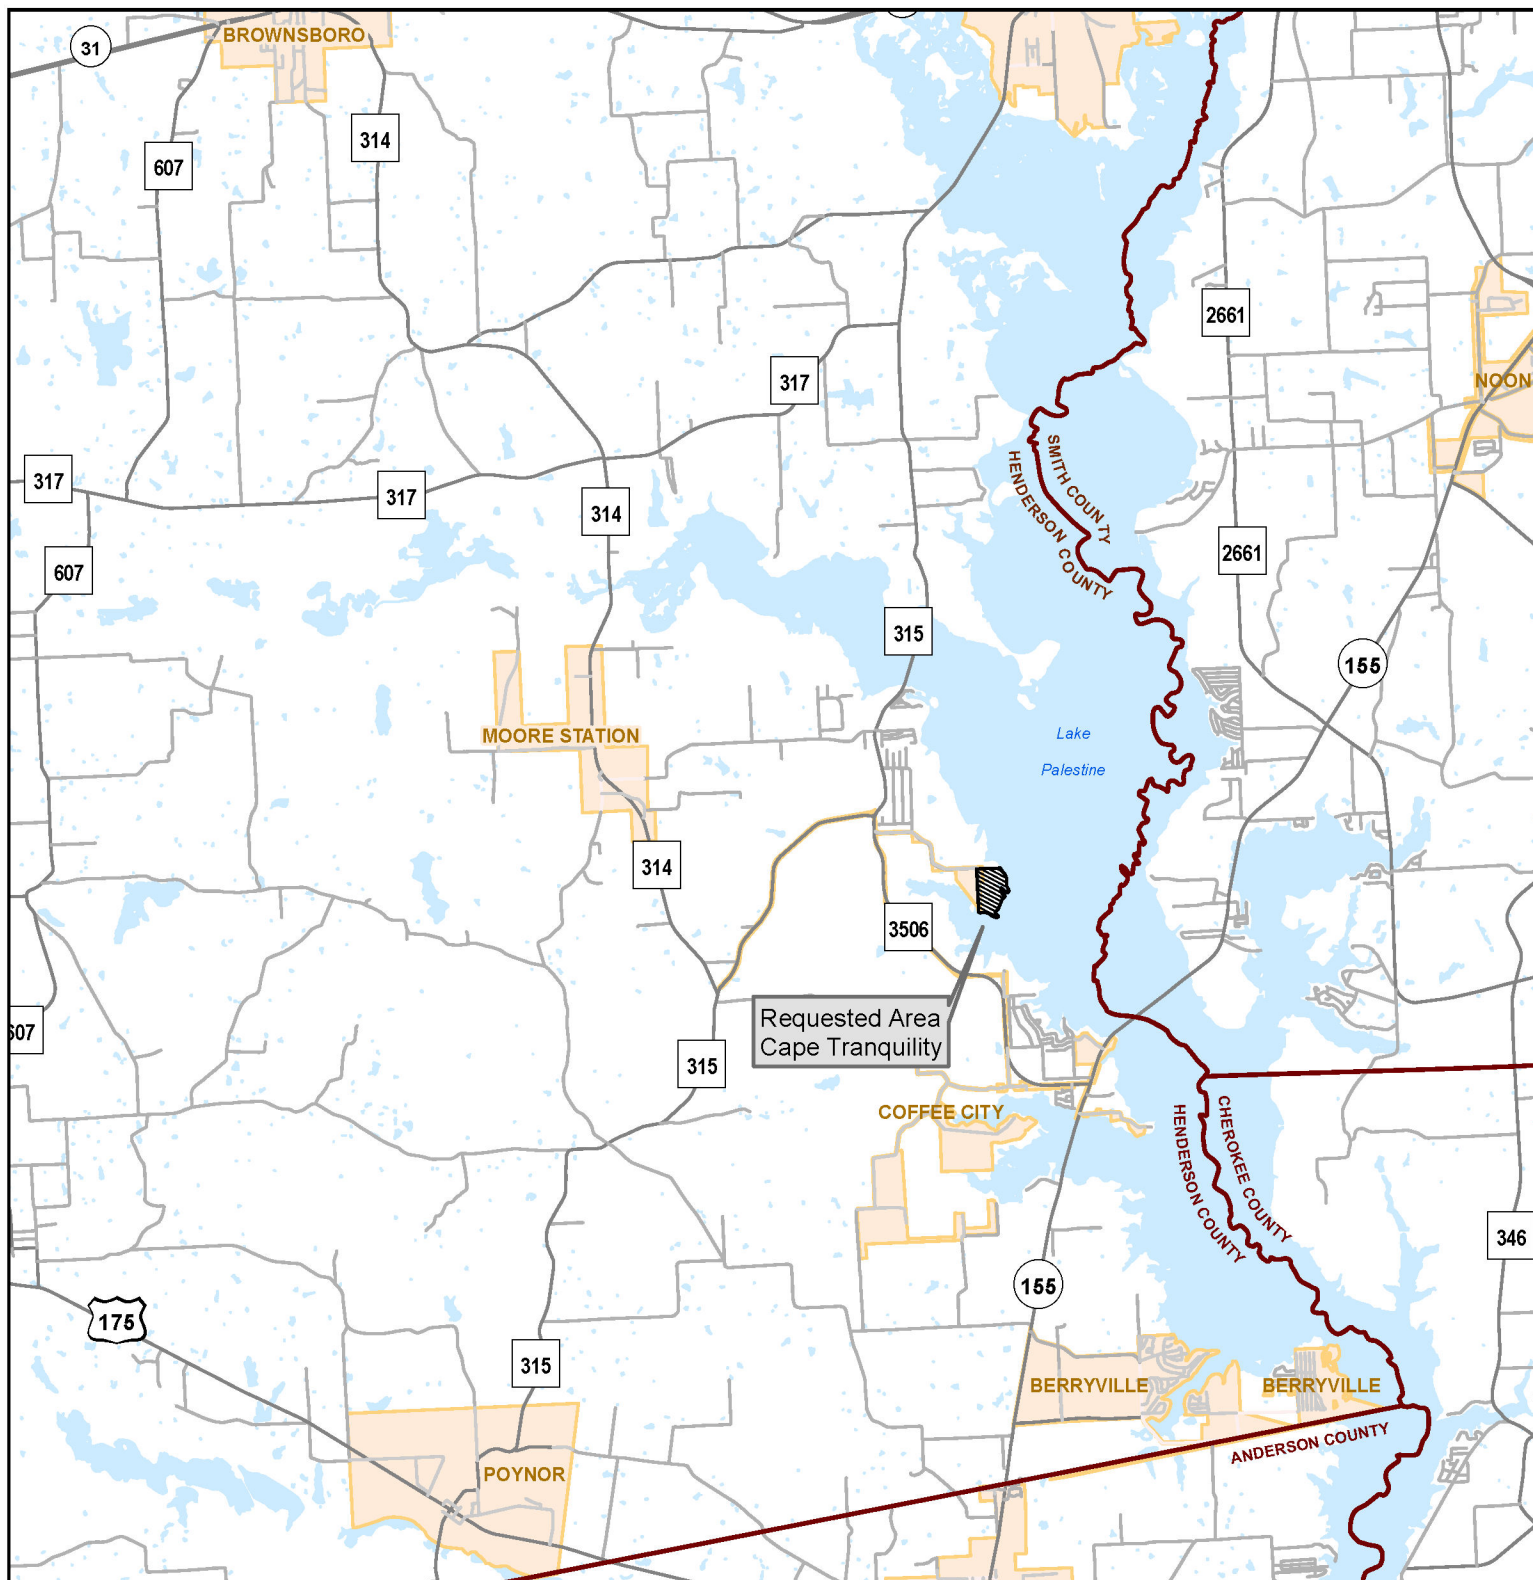 BROWNSBORO
31
314
607
2661
NOON
317
317
317
SMITH COUNTY
HENDERSON COUNTY
314
2661
607
315
155
MOORE STATION
Lake
Palestine
314
3506
Requested Area
Cape Tranquility
607
315
COFFEE CITY
CHEROKEE COUNTY
HENDERSON COUNTY
346
155
175
315
BERRYVILLE
BERRYVILLE
ANDERSON COUNTY
POYNOR